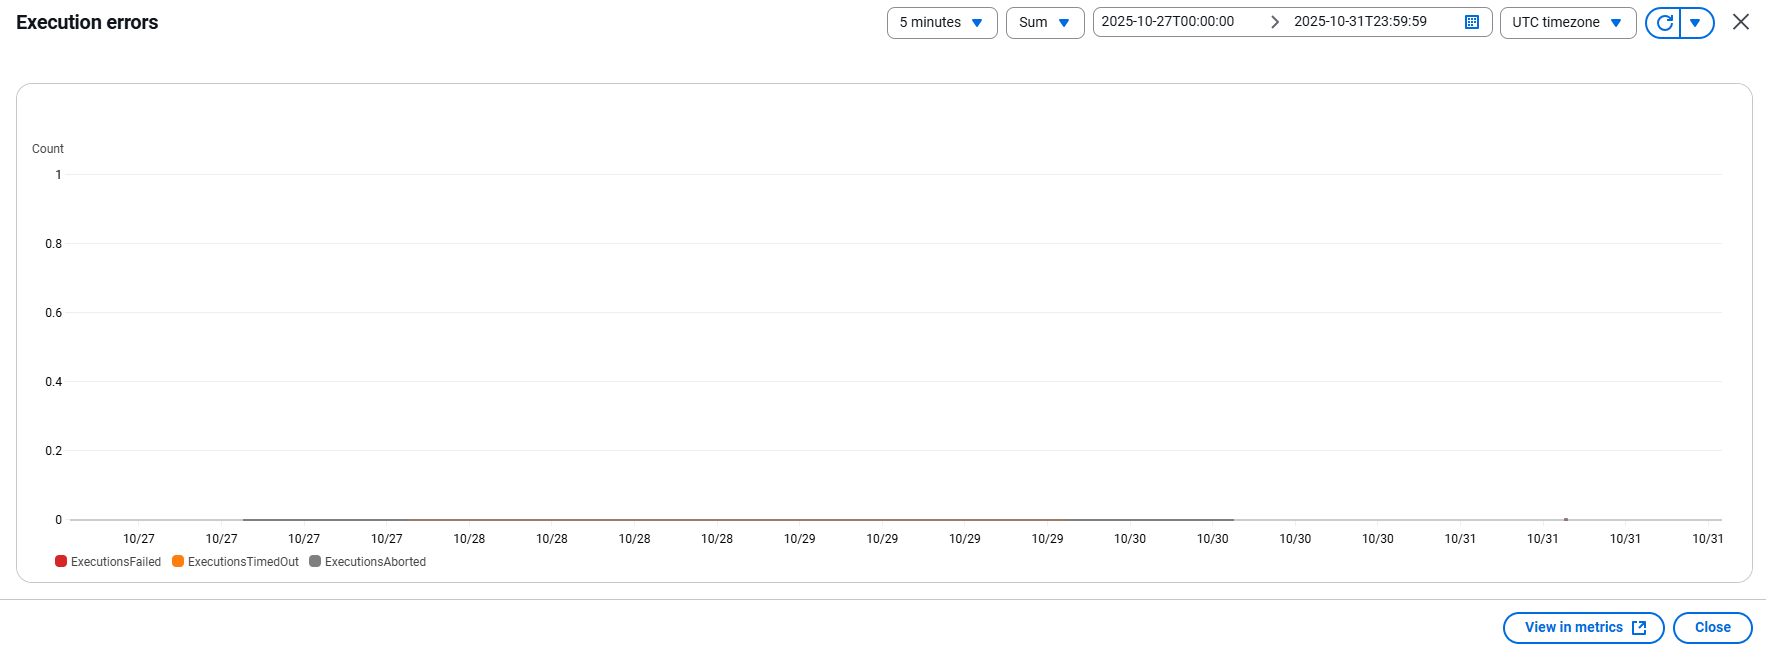 Execution errors
5 minutes
Sum
2025-10-27T00:00:00
2025-10-31T23:59:59
UTC timezone
Count
1
0.8
0.6
0.4
0.2
0
10/27 10/27 10/27 10/27 10/28 10/28 10/28 10/28 10/29 10/29 10/29 10/29 10/30 10/30 10/30 10/30 10/31 10/31 10/31 10/31
ExecutionsFailed ExecutionsTimedOut ExecutionsAborted
View in metrics
Close